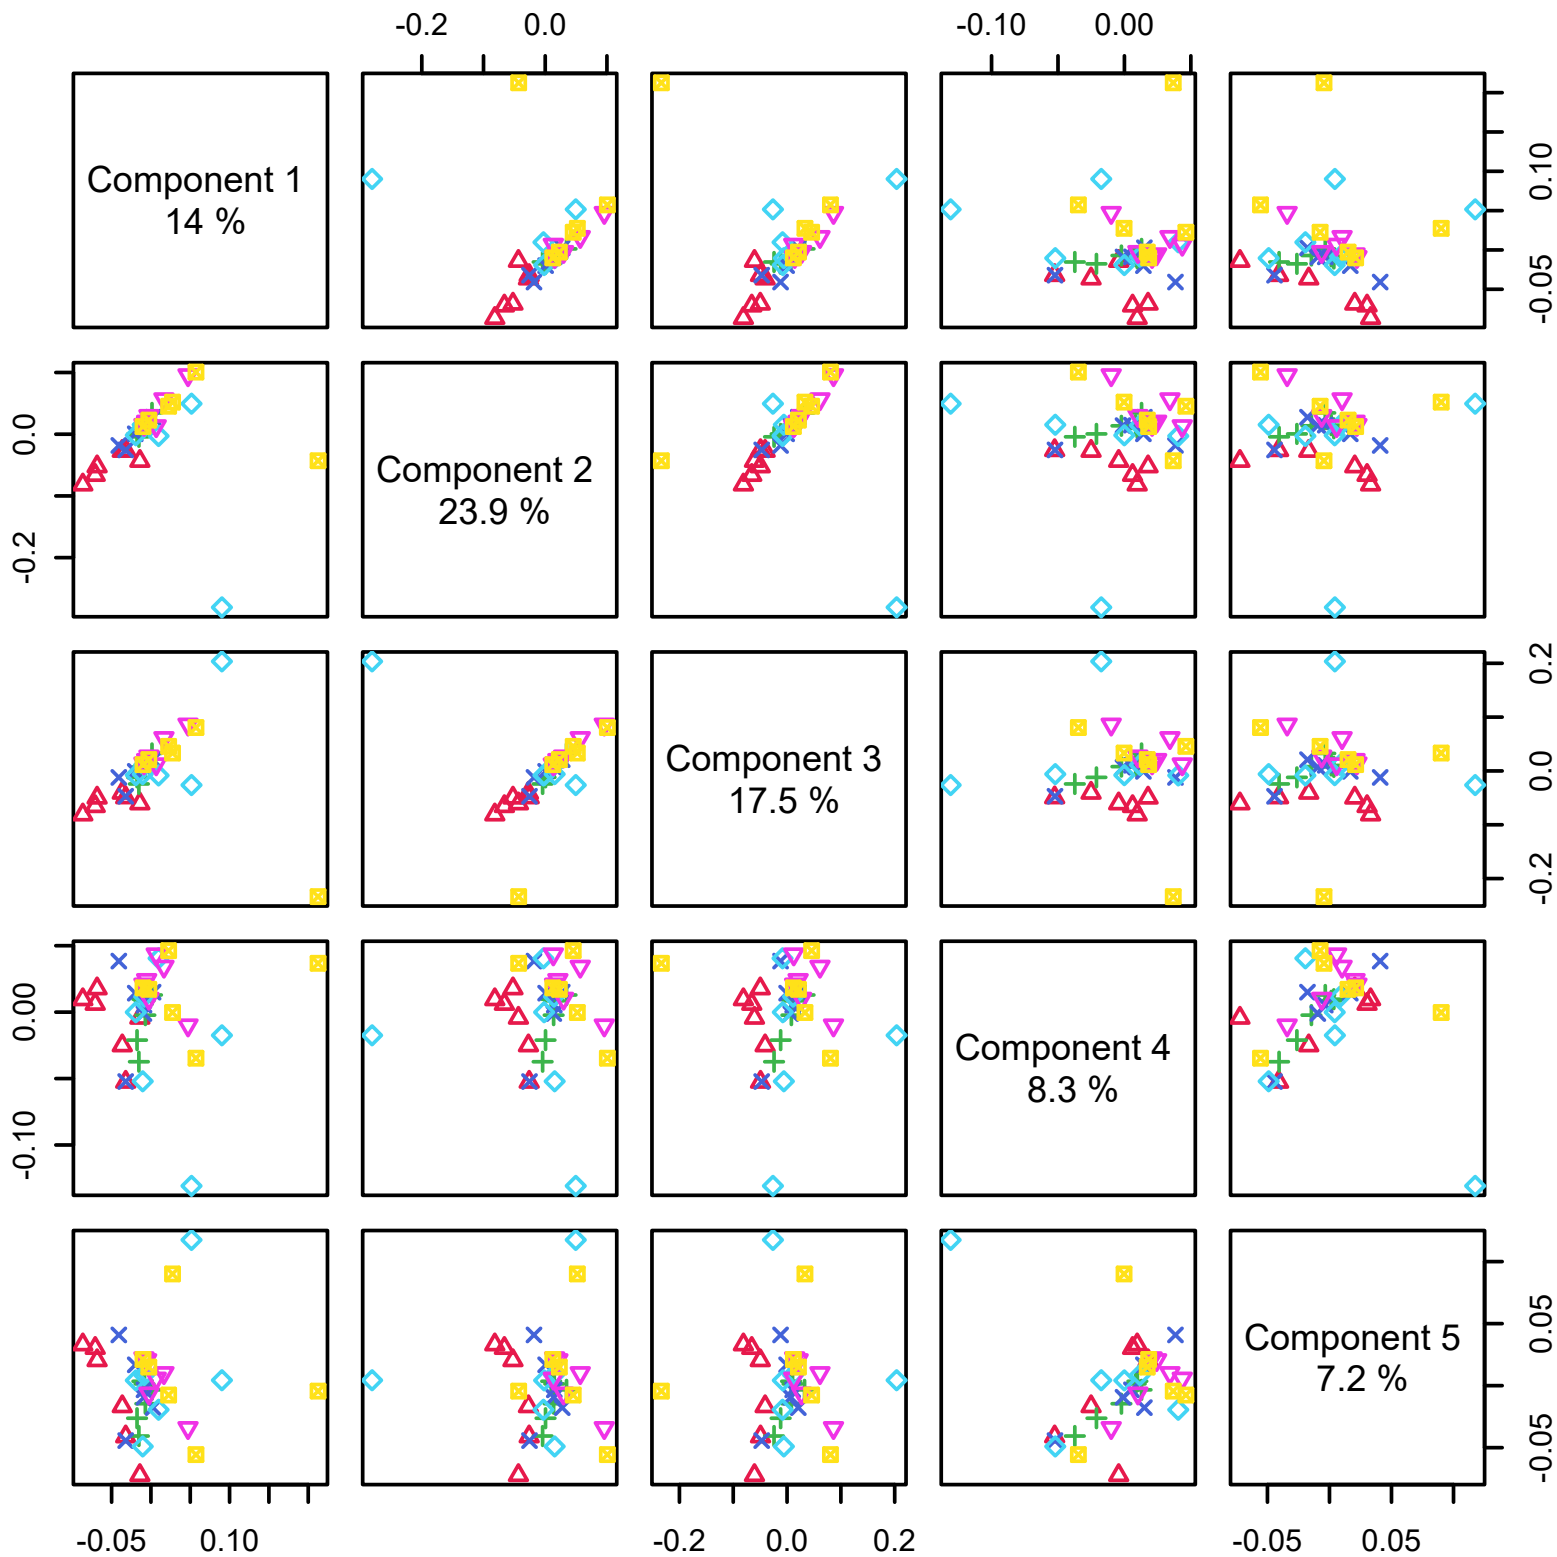 -0.2 0.0 -0.10 0.00
Component 1
14 %
0.10
-0.05
0.0
-0.2
Component 2
23.9 %
Component 3
17.5 %
0.2
0.0
-0.2
0.00
-0.10
Component 4
8.3 %
Component 5
7.2 %
0.05
-0.05
-0.05 0.10 -0.2 0.0 0.2 -0.05 0.05